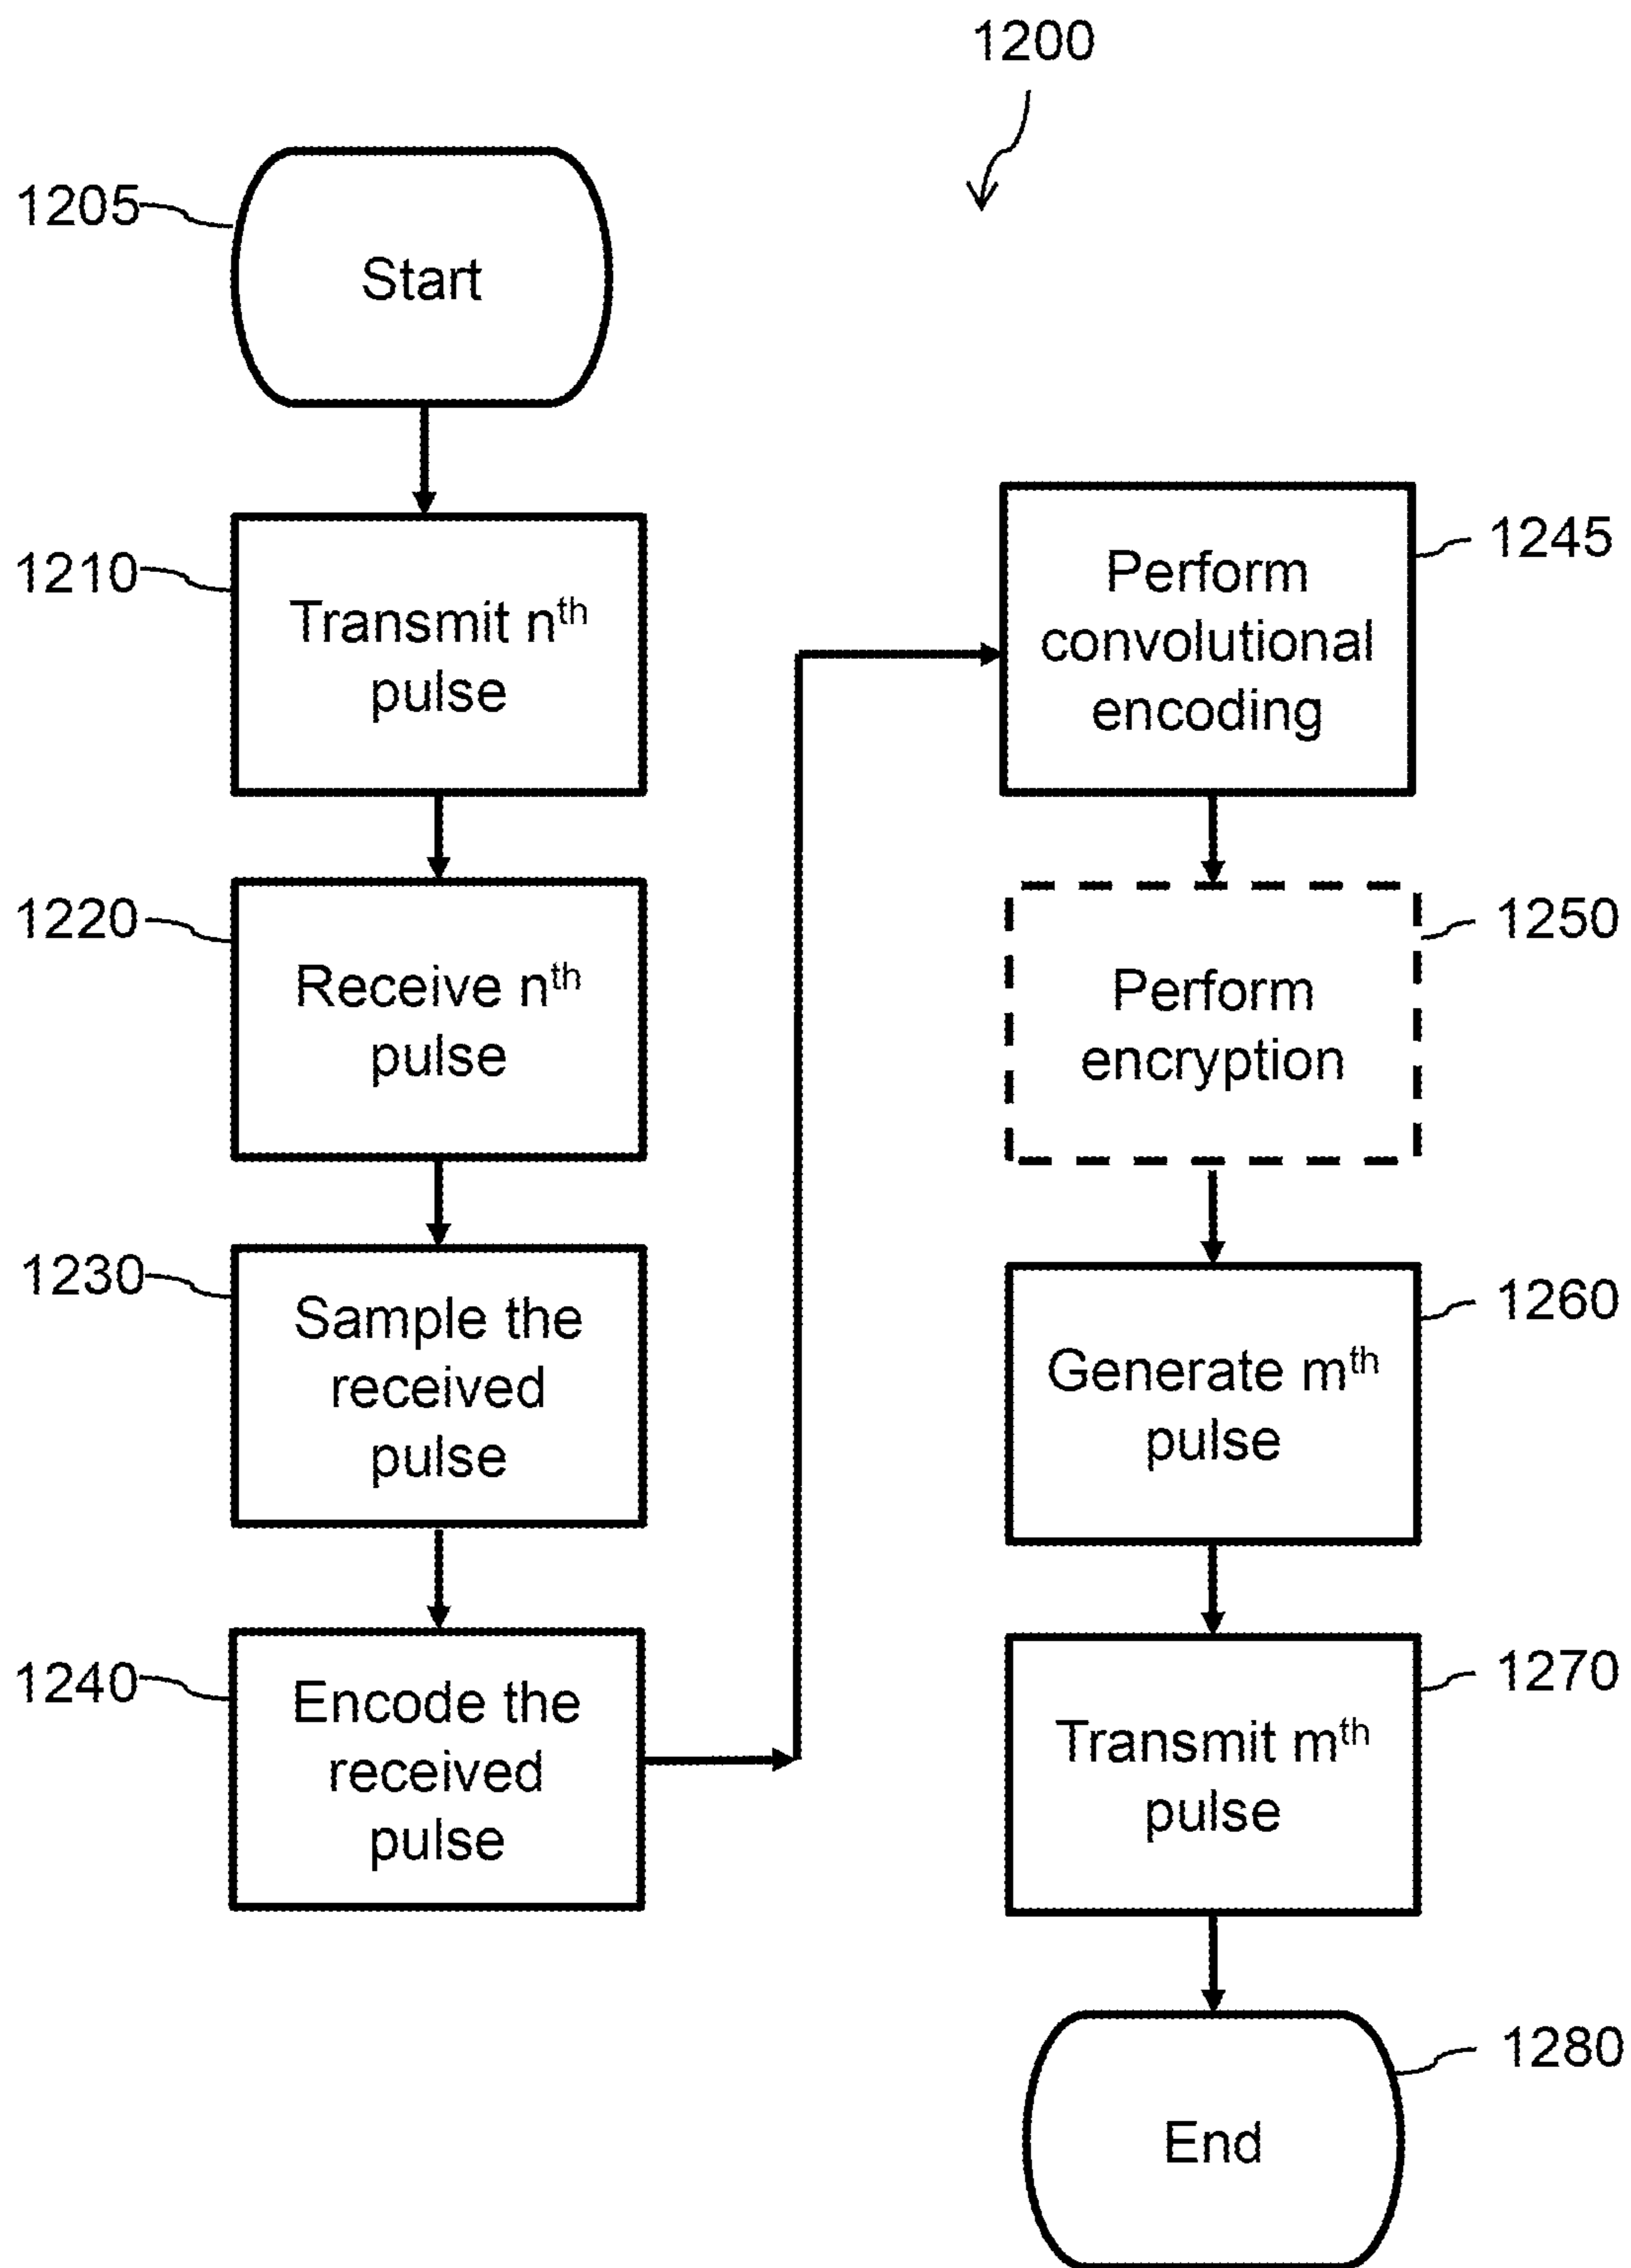 1200
1205
Start
1210
Transmit nth
pulse
1220
Receive nth
pulse
1230
Sample the
received
pulse
1240
Encode the
received
pulse
1245
Perform
convolutional
encoding
1250
Perform
encryption
1260
Generate mth
pulse
1270
Transmit mth
pulse
1280
End